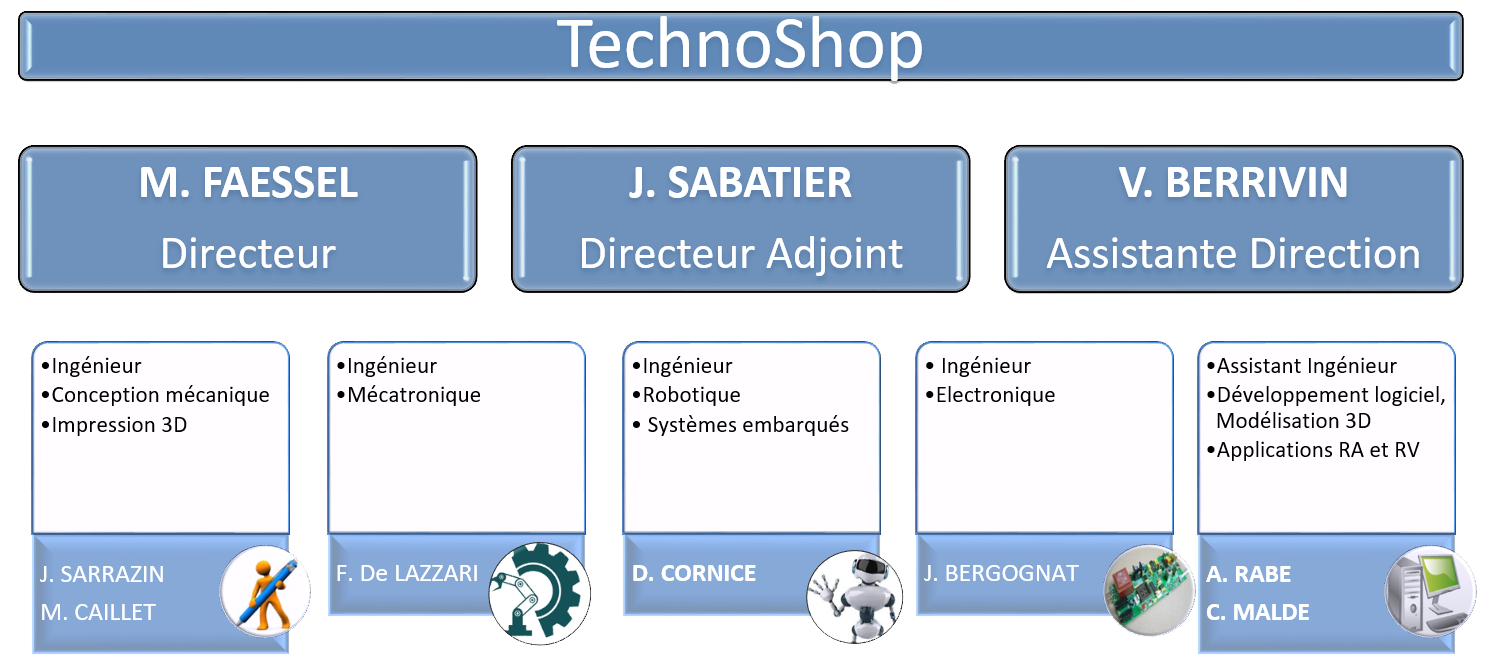 TechnoShop
M. FAESSEL
Directeur
J. SABATIER
Directeur Adjoint
V. BERRIVIN
Assistante Direction
•Ingénieur
•Conception mécanique
•Impression 3D
J. SARRAZIN
M. CAILLET
•Ingénieur
•Mécatronique
F. De LAZZARI
•Ingénieur
•Robotique
• Systèmes embarqués
D. CORNICE
• Ingénieur
•Electronique
J. BERGOGNAT
•Assistant Ingénieur
•Développement logiciel,
Modélisation 3D
•Applications RA et RV
A. RABE
C. MALDE